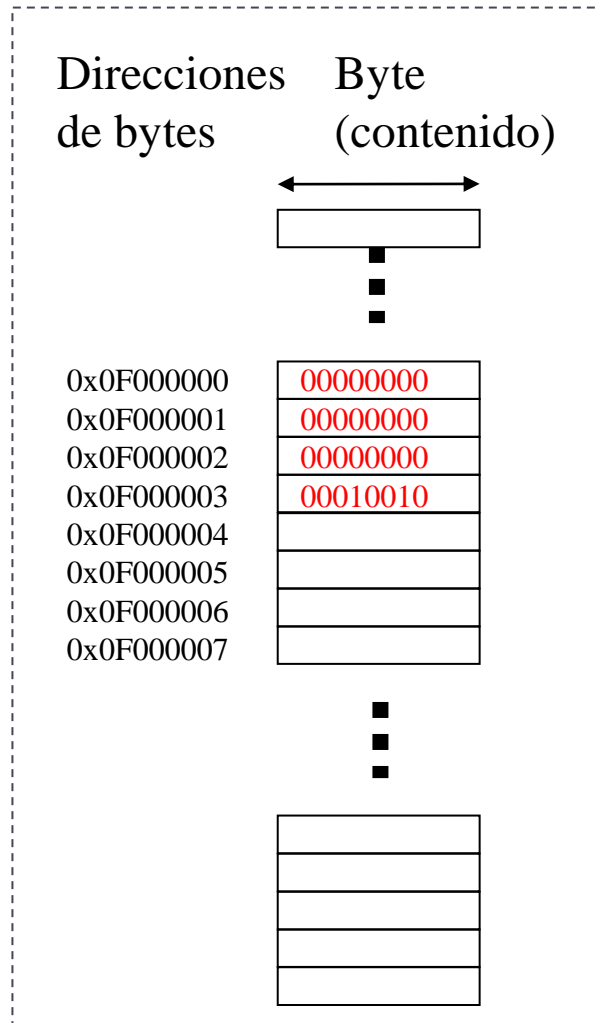 Direcciones Byte
de bytes (contenido)
0x0F000000 00000000
0x0F000001 00000000
0x0F000002 00000000
0x0F000003 00010010
0x0F000004
0x0F000005
0x0F000006
0x0F000007